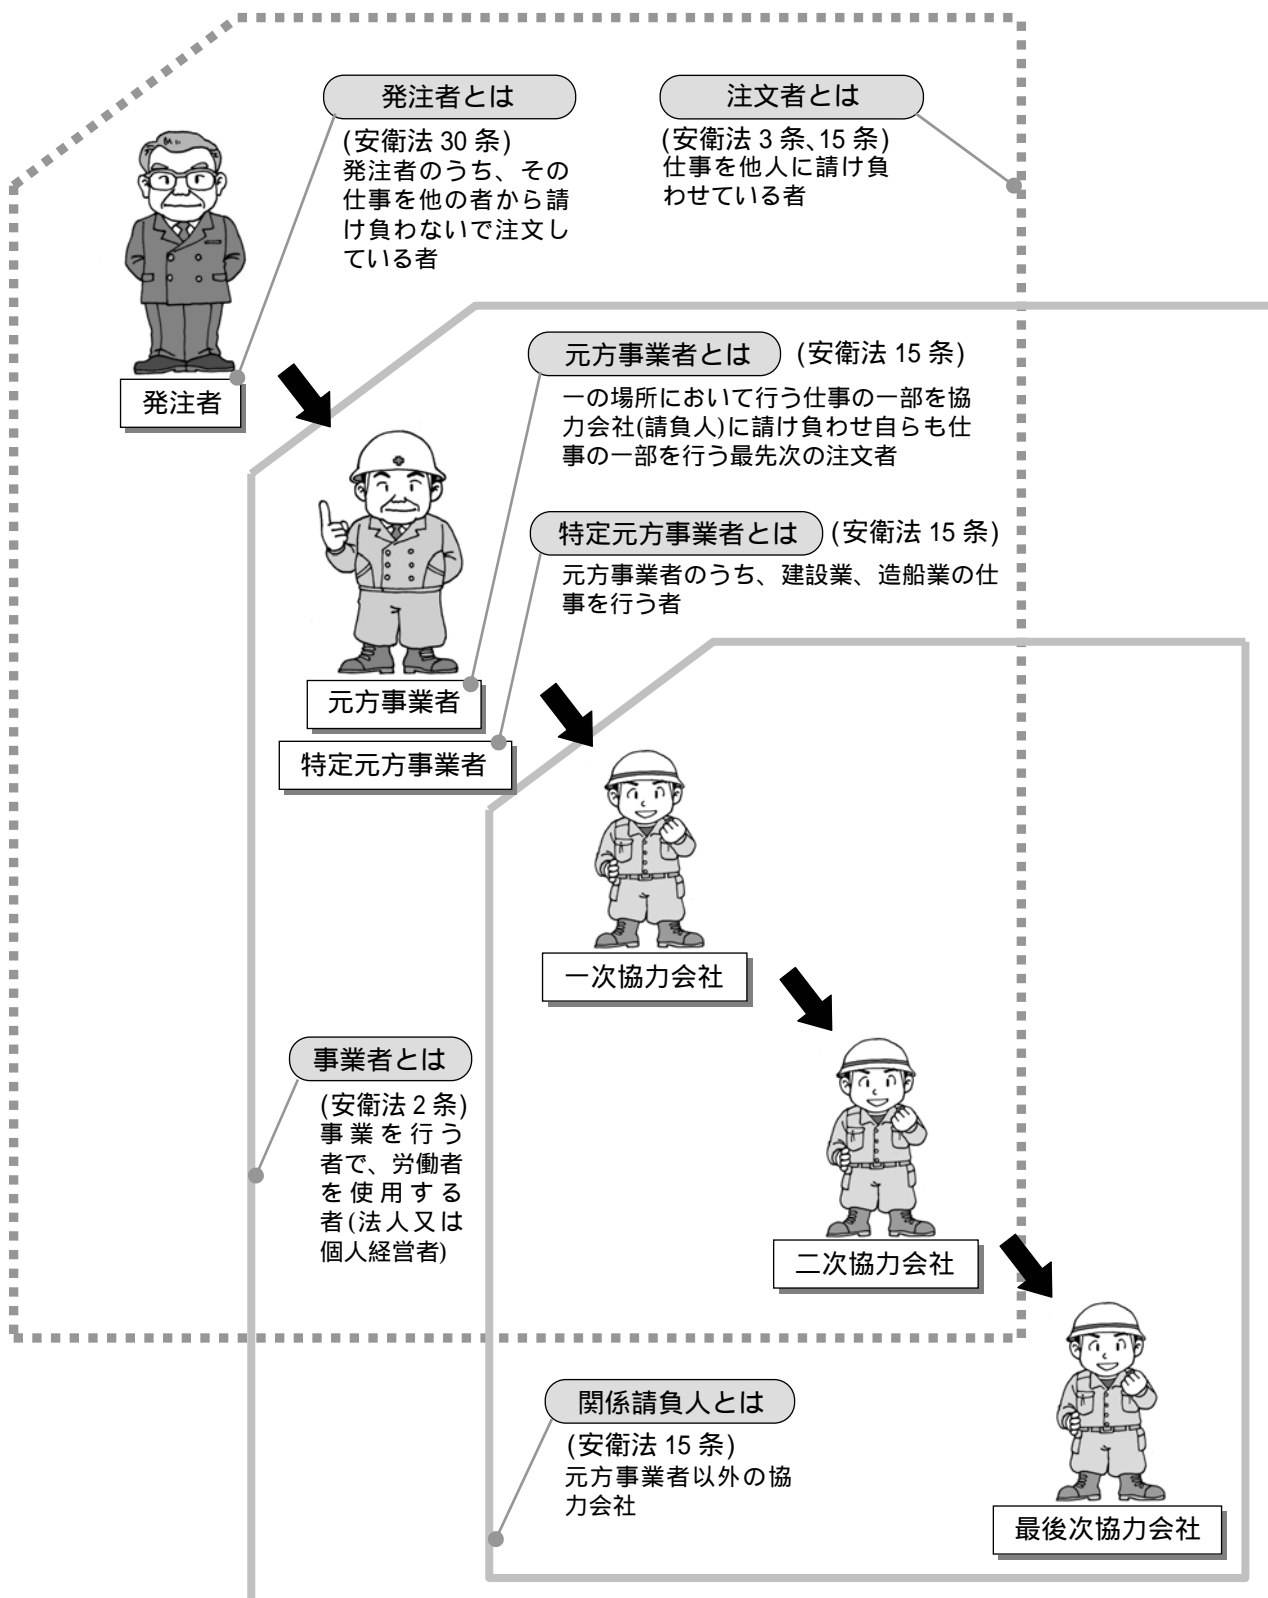 発注者とは
(安衛法 30 条)
発注者のうち、その
仕事を他の者から請
け負わないで注文し
ている者
注文者とは
(安衛法 3 条、15 条)
仕事を他人に請け負
わせている者
発注者
元方事業者とは
(安衛法 15 条)
一の場所において行う仕事の一部を協
力会社(請負人)に請け負わせ自らも仕
事の一部を行う最先次の注文者
特定元方事業者とは
(安衛法 15 条)
元方事業者のうち、建設業、造船業の仕
事を行う者
元方事業者
特定元方事業者
一次協力会社
事業者とは
(安衛法 2 条)
事業を行う
者で、労働者
を使用する
者(法人又は
個人経営者)
二次協力会社
関係請負人とは
(安衛法 15 条)
元方事業者以外の協
力会社
最後次協力会社